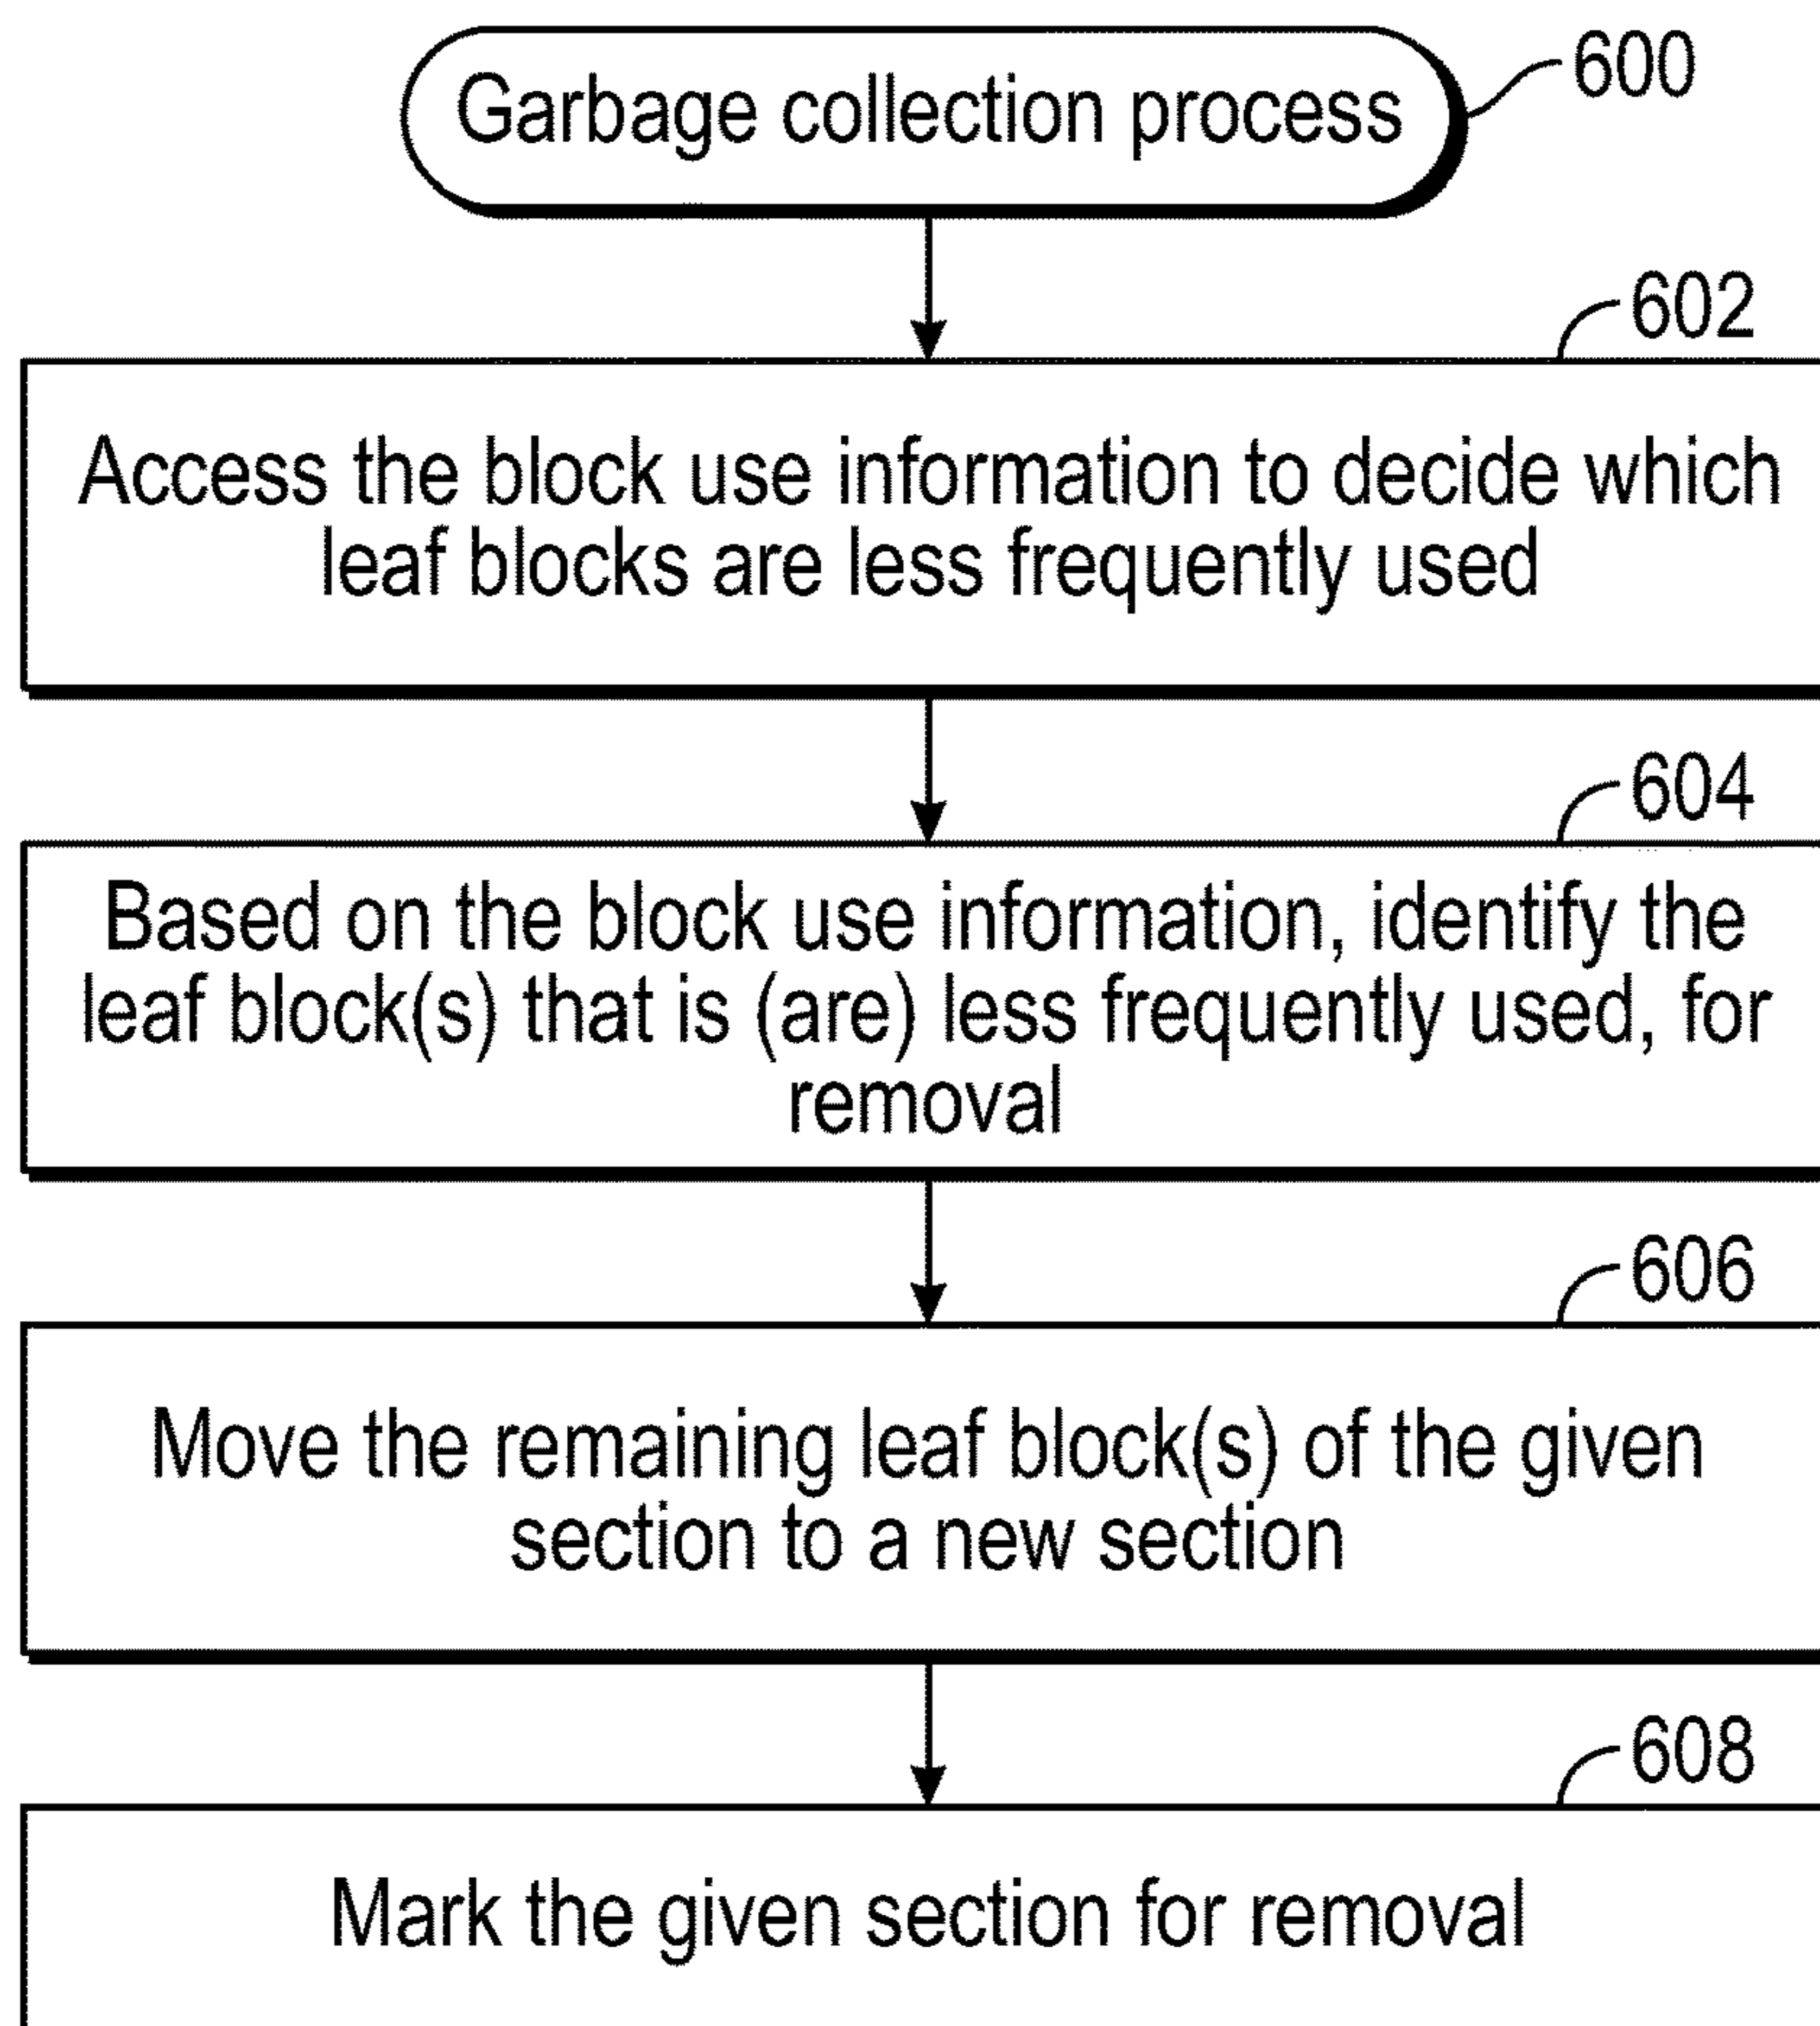 Garbage collection process
600
602
Access the block use information to decide which
leaf blocks are less frequently used
604
Based on the block use information, identify the
leaf block(s) that is (are) less frequently used, for
removal
606
Move the remaining leaf block(s) of the given
section to a new section
608
Mark the given section for removal